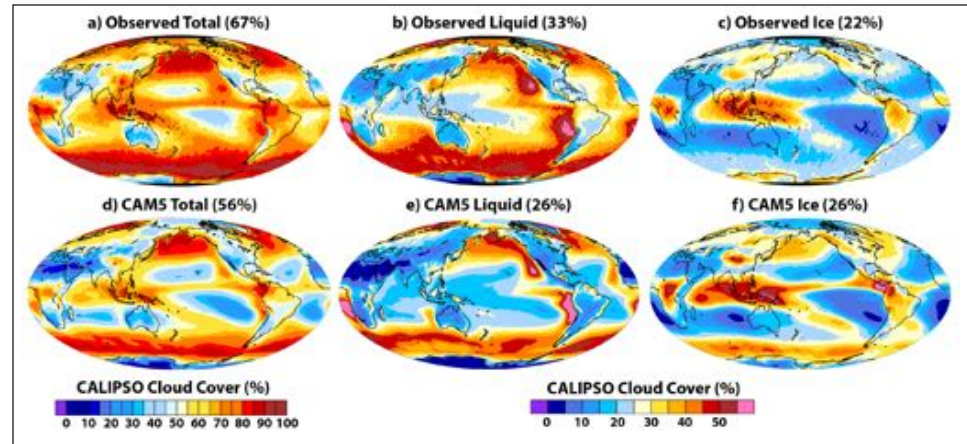 a) Observed Total (67%) b) Observed Liquid (33%) c) Observed Ice (22%)
d) CAM5 Total (56%) e) CAM5 Liquid (26%) f) CAM5 Ice (26%)
CALIPSO Cloud Cover (%) CALIPSO Cloud Cover (%)
0 10 20 30 40 50 60 70 80 90 100 0 10 20 30 40 50